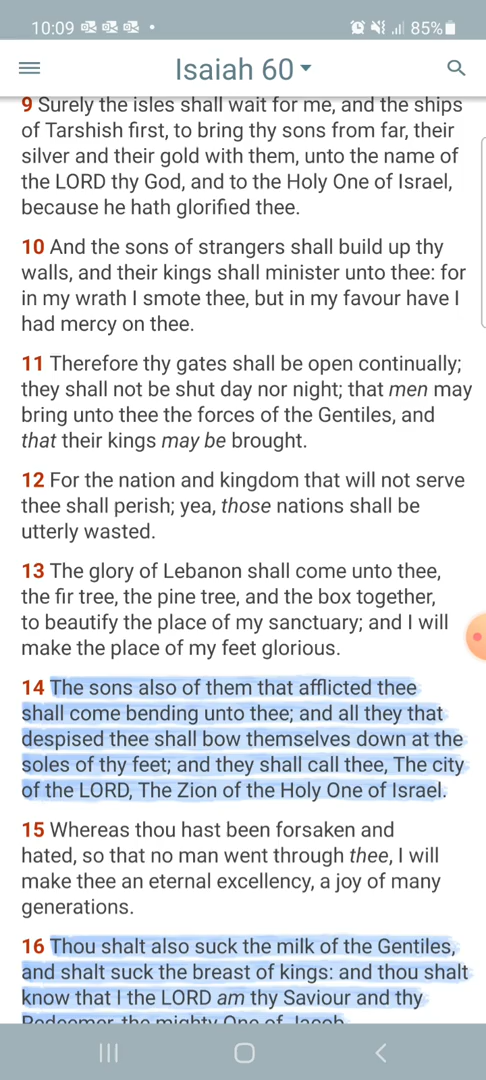 10:09
85%
Isaiah 60
9 Surely the isles shall wait for me, and the ships
of Tarshish first, to bring thy sons from far, their
silver and their gold with them, unto the name of
the LORD thy God, and to the Holy One of Israel,
because he hath glorified thee.
10 And the sons of strangers shall build up thy
walls, and their kings shall minister unto thee: for
in my wrath I smote thee, but in my favour have I
had mercy on thee.
11 Therefore thy gates shall be open continually;
they shall not be shut day nor night; that men may
bring unto thee the forces of the Gentiles, and
that their kings may be brought.
12 For the nation and kingdom that will not serve
thee shall perish; yea, those nations shall be
utterly wasted.
13 The glory of Lebanon shall come unto thee,
the fir tree, the pine tree, and the box together,
to beautify the place of my sanctuary; and I will
make the place of my feet glorious.
14 The sons also of them that afflicted thee
shall come bending unto thee; and all they that
despised thee shall bow themselves down at the
soles of thy feet; and they shall call thee, The city
of the LORD, The Zion of the Holy One of Israel.
15 Whereas thou hast been forsaken and
hated, so that no man went through thee, I will
make thee an eternal excellency, a joy of many
generations.
16 Thou shalt also suck the milk of the Gentiles,
and shalt suck the breast of kings: and thou shalt
know that I the LORD am thy Saviour and thy
Redeemer, the mighty One of Jacob.